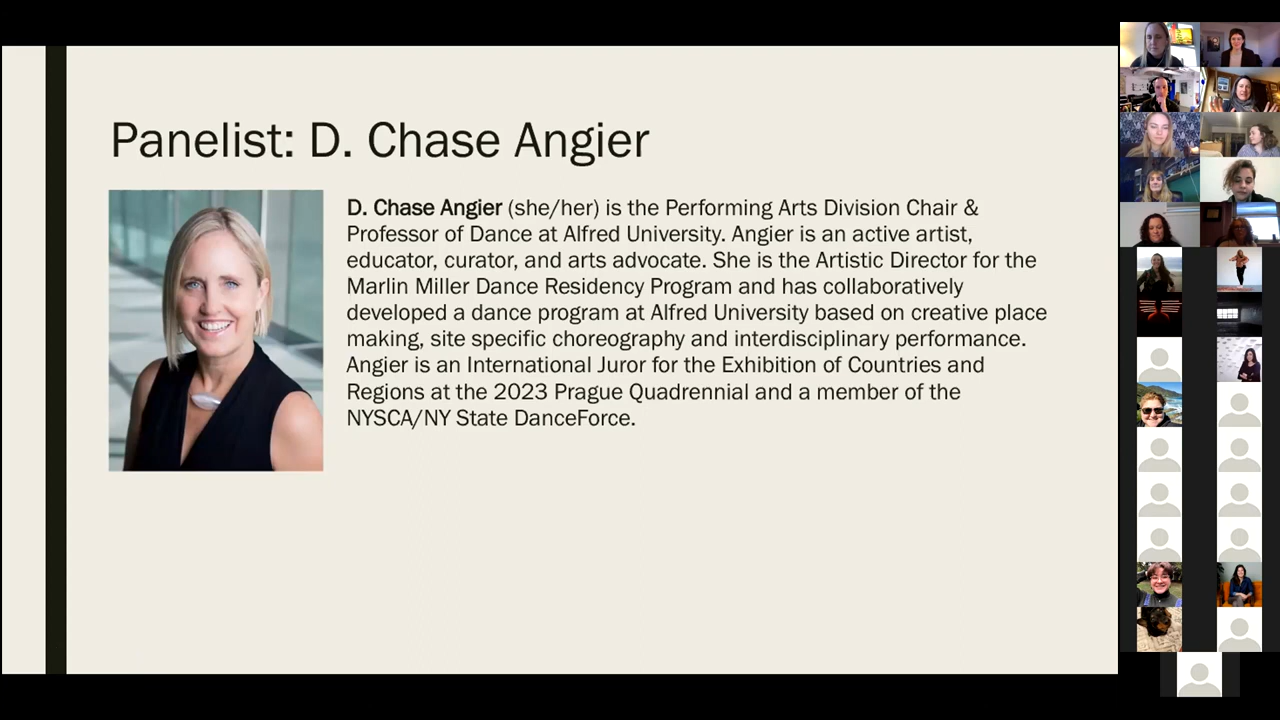 Panelist: D. Chase Angier
D. Chase Angier (she/her) is the Performing Arts Division Chair &
Professor of Dance at Alfred University. Angier is an active artist,
educator, curator, and arts advocate. She is the Artistic Director for the
Marlin Miller Dance Residency Program and has collaboratively
developed a dance program at Alfred University based on creative place
making, site specific choreography and interdisciplinary performance.
Angier is an International Juror for the Exhibition of Countries and
Regions at the 2023 Prague Quadrennial and a member of the
NYSCA/NY State DanceForce.